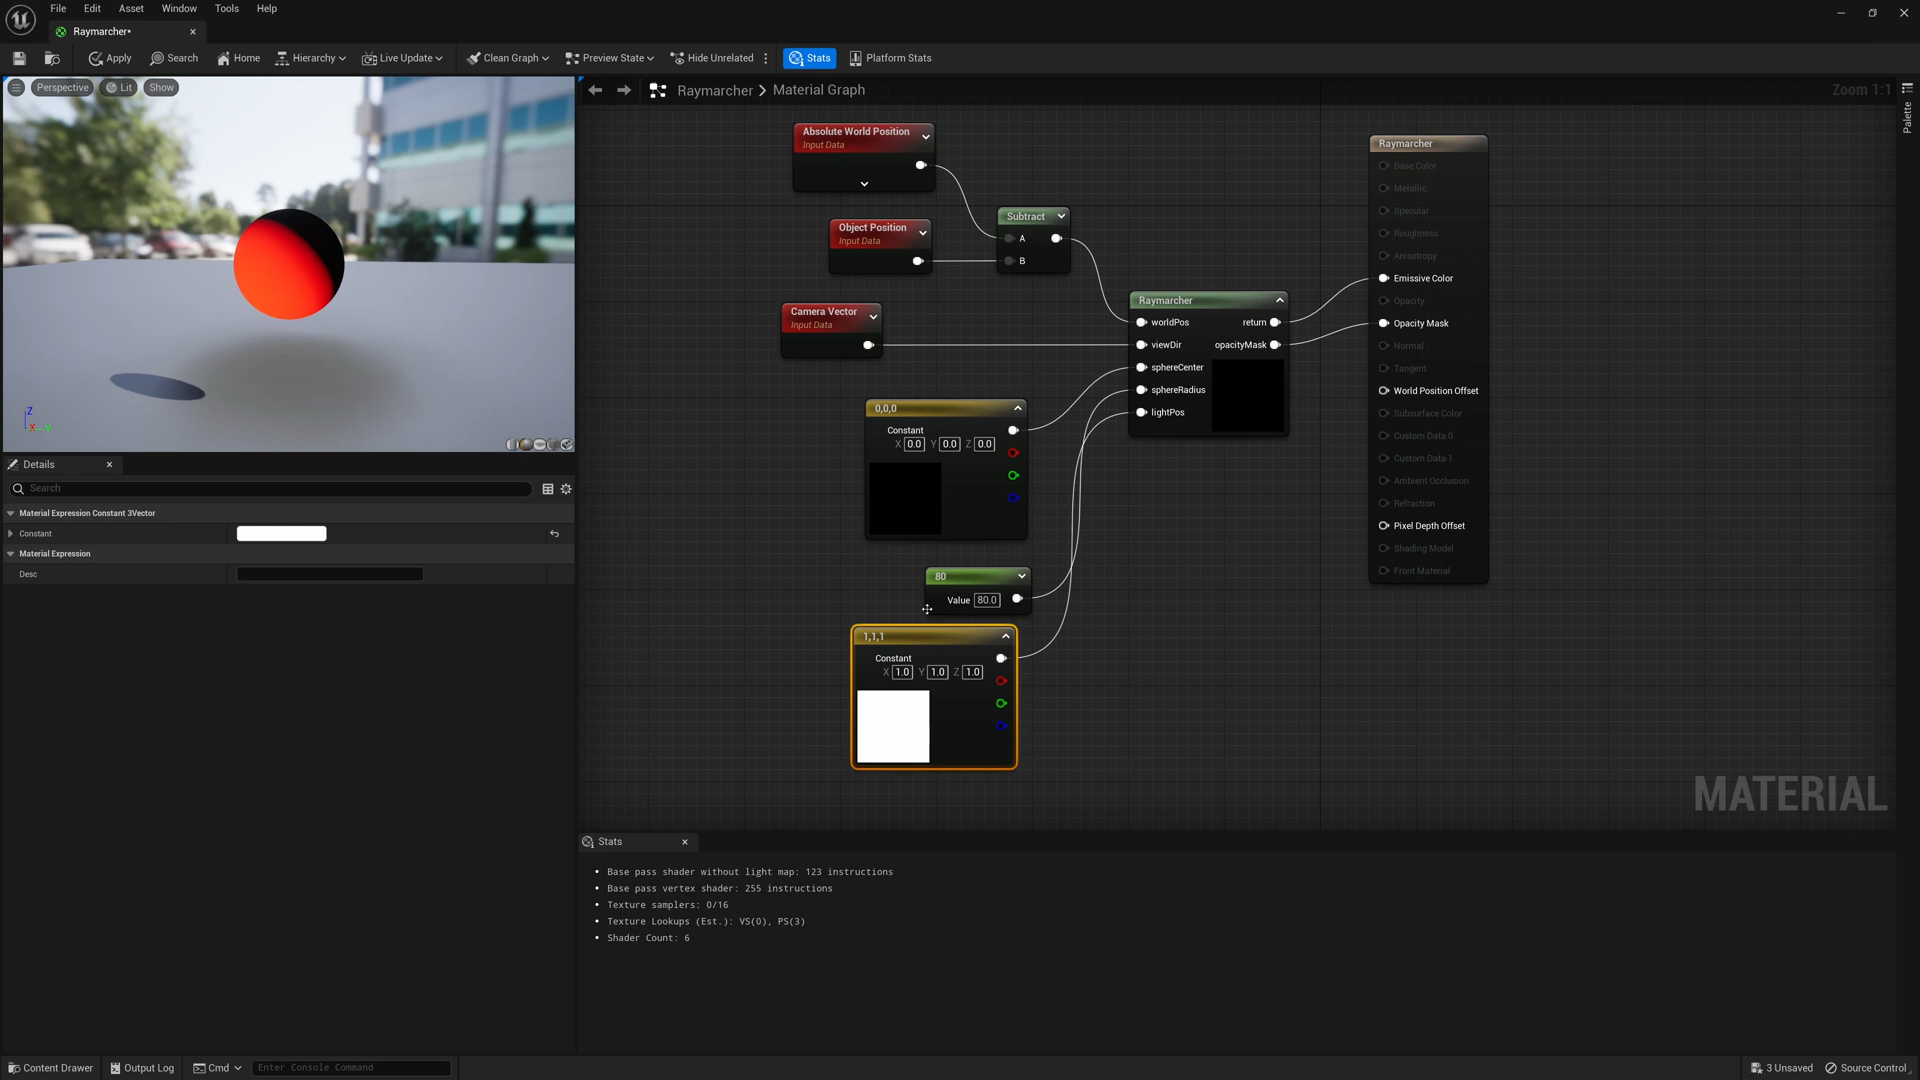 File Edit Asset Window Tools Help
Raymarcher*
Apply Search Home Hierarchy Live Update Clean Graph Preview State Hide Unrelated Stats Platform Stats
Perspective Lit Show
Z
X Y
Details
Search
Material Expression Constant 3Vector
Constant
Material Expression
Desc
Raymarcher > Material Graph
Zoom 1:1
Palette
Absolute World Position
Input Data
Object Position
Input Data
Subtract
A
B
Camera Vector
Input Data
Raymarcher
worldPos return
viewDir opacityMask
sphereCenter
sphereRadius
lightPos
0,0,0
Constant
X 0.0 Y 0.0 Z 0.0
80
Value 80.0
1,1,1
Constant
X 1.0 Y 1.0 Z 1.0
Raymarcher
Base Color
Metallic
Specular
Roughness
Anisotropy
Emissive Color
Opacity
Opacity Mask
Normal
Tangent
World Position Offset
Subsurface Color
Custom Data 0
Custom Data 1
Ambient Occlusion
Refraction
Pixel Depth Offset
Shading Model
Front Material
MATERIAL
Stats
• Base pass shader without light map: 123 instructions
• Base pass vertex shader: 255 instructions
• Texture samplers: 0/16
• Texture Lookups (Est.): VS(0), PS(3)
• Shader Count: 6
Content Drawer Output Log Cmd Enter Console Command 3 Unsaved Source Control